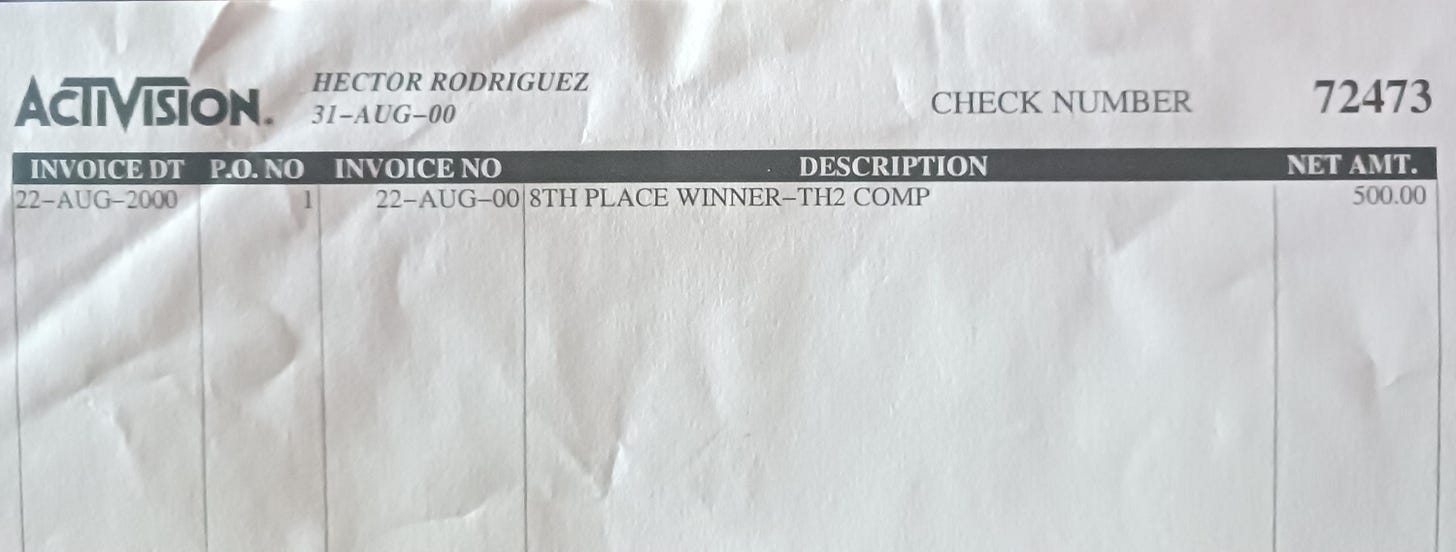 ACTIVISION. HECTOR RODRIGUEZ
31-AUG-00 CHECK NUMBER 72473
INVOICE DT P.O. NO INVOICE NO DESCRIPTION NET AMT.
22-AUG-2000 1 22-AUG-00 8TH PLACE WINNER-TH2 COMP 500.00